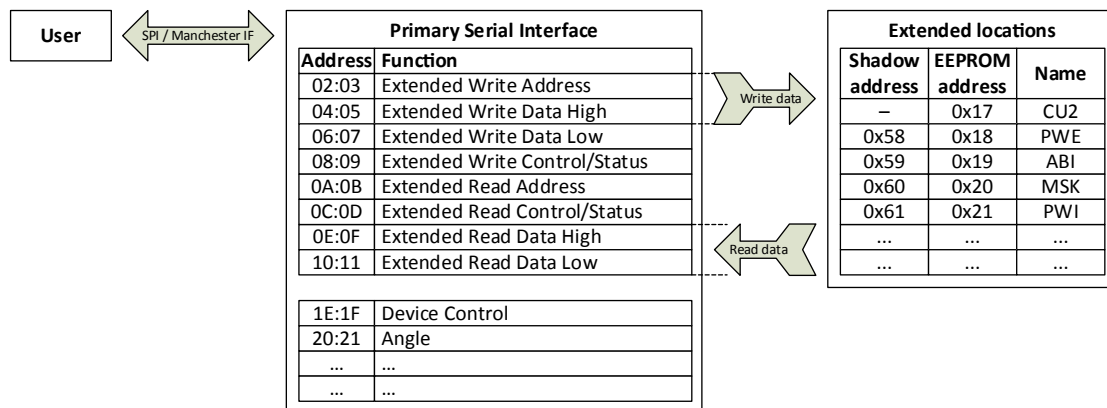 User
SPI / Manchester IF
Primary Serial Interface
Address Function
02:03 Extended Write Address
04:05 Extended Write Data High
06:07 Extended Write Data Low
08:09 Extended Write Control/Status
0A:0B Extended Read Address
0C:0D Extended Read Control/Status
0E:0F Extended Read Data High
10:11 Extended Read Data Low
1E:1F Device Control
20:21 Angle
... ...
... ...
Write data
Read data
Extended locations
Shadow address EEPROM address Name
– 0x17 CU2
0x58 0x18 PWE
0x59 0x19 ABI
0x60 0x20 MSK
0x61 0x21 PWI
... ... ...
... ... ...